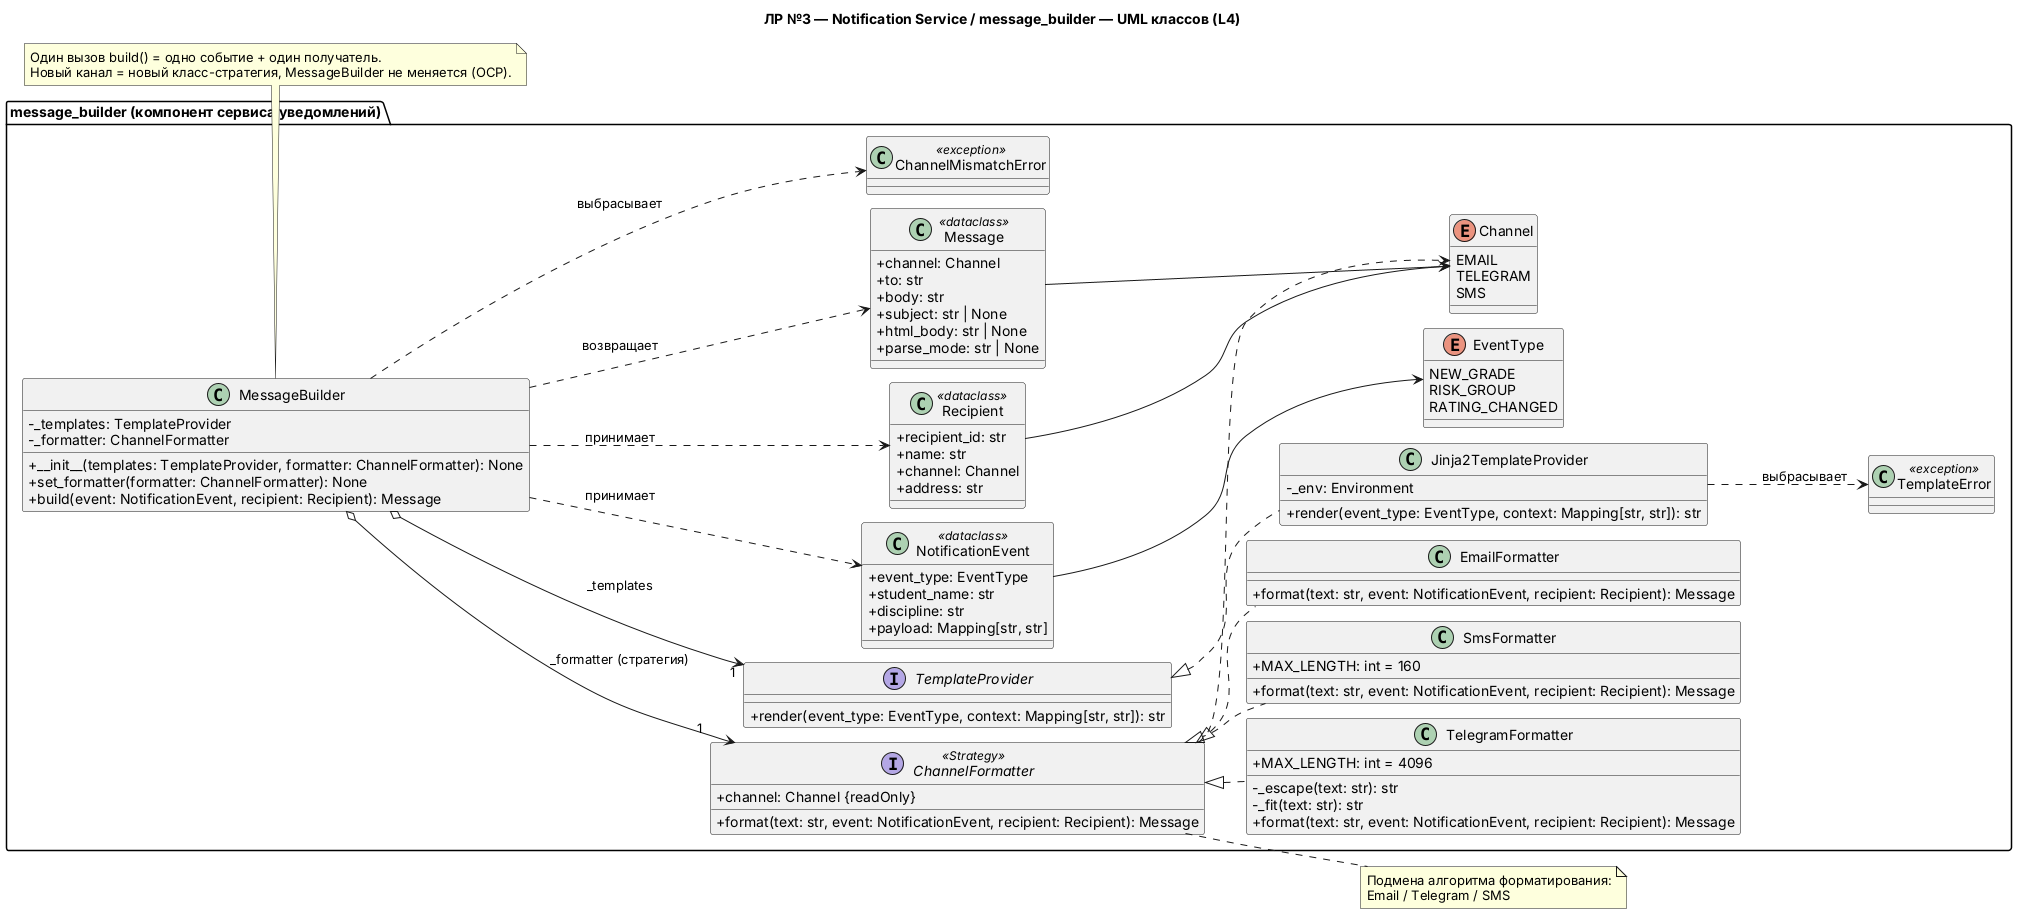 ЛР №3 — Notification Service / message_builder — UML классов (L4)
Один вызов build() = одно событие + один получатель.
Новый канал = новый класс-стратегия, MessageBuilder не меняется (OCP).
message_builder (компонент сервиса уведомлений)
C
«exception»
ChannelMismatchError
выбрасывает
C
«dataclass»
Message
+channel: Channel
+to: str
+body: str
+subject: str | None
+html_body: str | None
+parse_mode: str | None
E Channel
EMAIL
TELEGRAM
SMS
возвращает
E EventType
NEW_GRADE
RISK_GROUP
RATING_CHANGED
C MessageBuilder
-_templates: TemplateProvider
-_formatter: ChannelFormatter
+__init__(templates: TemplateProvider, formatter: ChannelFormatter): None
+set_formatter(formatter: ChannelFormatter): None
+build(event: NotificationEvent, recipient: Recipient): Message
принимает
C
«dataclass»
Recipient
+recipient_id: str
+name: str
+channel: Channel
+address: str
C Jinja2TemplateProvider
-_env: Environment
+render(event_type: EventType, context: Mapping[str, str]): str
выбрасывает
C
«exception»
TemplateError
принимает
C
«dataclass»
NotificationEvent
+event_type: EventType
+student_name: str
+discipline: str
+payload: Mapping[str, str]
C EmailFormatter
+format(text: str, event: NotificationEvent, recipient: Recipient): Message
_templates
1
C SmsFormatter
+MAX_LENGTH: int = 160
+format(text: str, event: NotificationEvent, recipient: Recipient): Message
_formatter (стратегия)
1
I TemplateProvider
+render(event_type: EventType, context: Mapping[str, str]): str
C TelegramFormatter
+MAX_LENGTH: int = 4096
-_escape(text: str): str
-_fit(text: str): str
+format(text: str, event: NotificationEvent, recipient: Recipient): Message
I
«Strategy»
ChannelFormatter
+channel: Channel {readOnly}
+format(text: str, event: NotificationEvent, recipient: Recipient): Message
Подмена алгоритма форматирования:
Email / Telegram / SMS